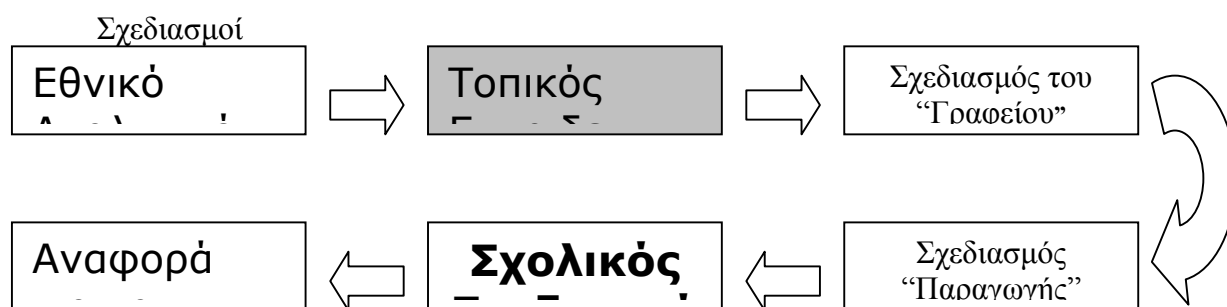 Σχεδιασμοί
Εθνικό
Τοπικός
Σχεδιασμός του
“Γραφείου”
Αναφορά
Σχολικός
Σχεδιασμός
“Παραγωγής”